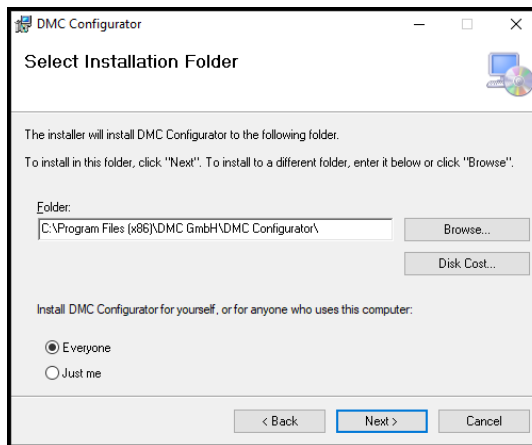 DMC Configurator
Select Installation Folder
The installer will install DMC Configurator to the following folder.
To install in this folder, click "Next". To install to a different folder, enter it below or click "Browse".
Folder:
C:\Program Files (x86)\DMC GmbH\DMC Configurator\
Browse...
Disk Cost...
Install DMC Configurator for yourself, or for anyone who uses this computer:
Everyone
Just me
< Back Next > Cancel